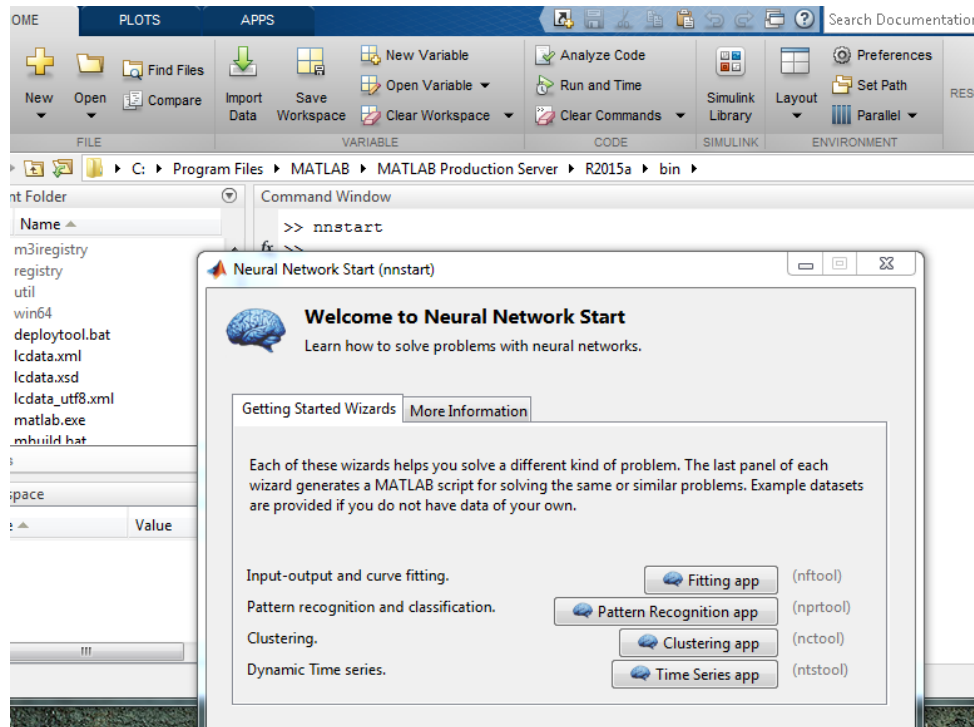 OME PLOTS APPS Search Documentation
New Open Find Files Compare Import Data Save Workspace New Variable Open Variable Clear Workspace Analyze Code Run and Time Clear Commands Simulink Library Layout Preferences Set Path Parallel RES
FILE VARIABLE CODE SIMULINK ENVIRONMENT
C: Program Files MATLAB MATLAB Production Server R2015a bin
nt Folder Command Window
Name >> nnstart
m3iregistry fx >>
registry
util
win64
deploytool.bat
lcdata.xml
lcdata.xsd
lcdata_utf8.xml
matlab.exe
mbuild.bat
s
space
e Value
Neural Network Start (nnstart)
Welcome to Neural Network Start
Learn how to solve problems with neural networks.
Getting Started Wizards More Information
Each of these wizards helps you solve a different kind of problem. The last panel of each
wizard generates a MATLAB script for solving the same or similar problems. Example datasets
are provided if you do not have data of your own.
Input-output and curve fitting. Fitting app (nftool)
Pattern recognition and classification. Pattern Recognition app (nprtool)
Clustering. Clustering app (nctool)
Dynamic Time series. Time Series app (ntstool)